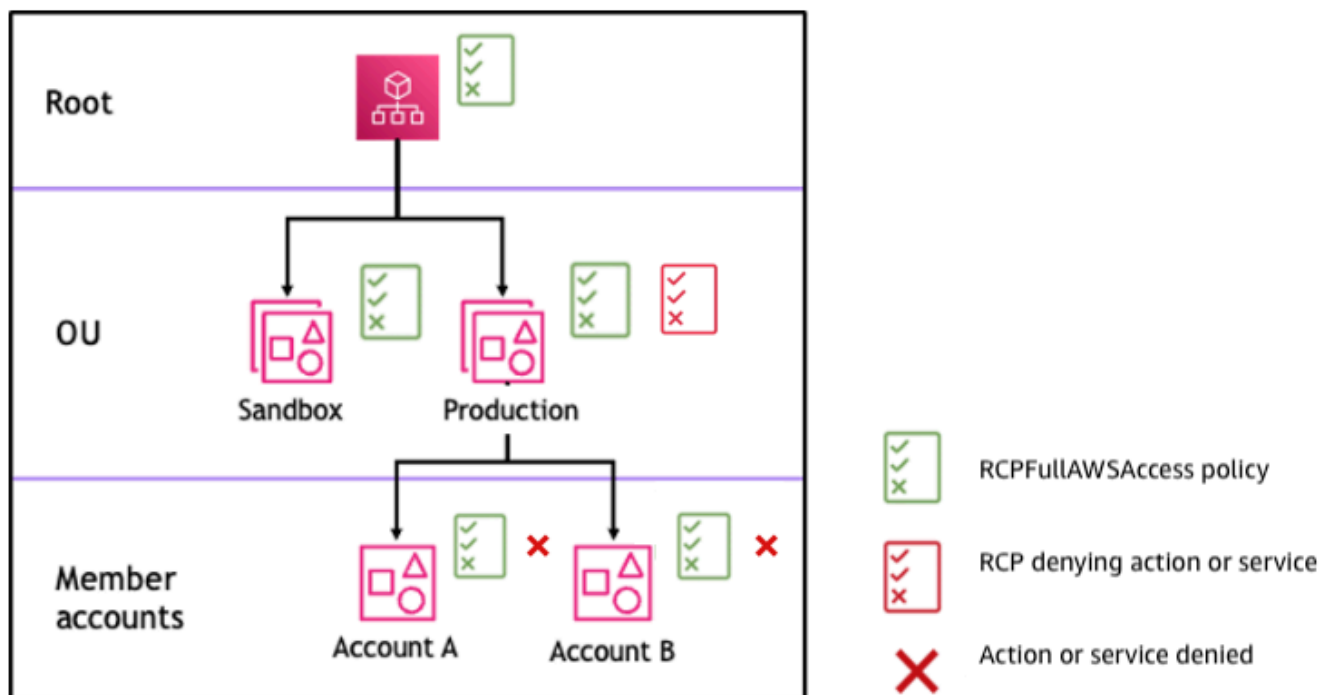 Root
OU
Sandbox
Production
Member
accounts
Account A
Account B
RCPFullAWSAccess policy
RCP denying action or service
Action or service denied